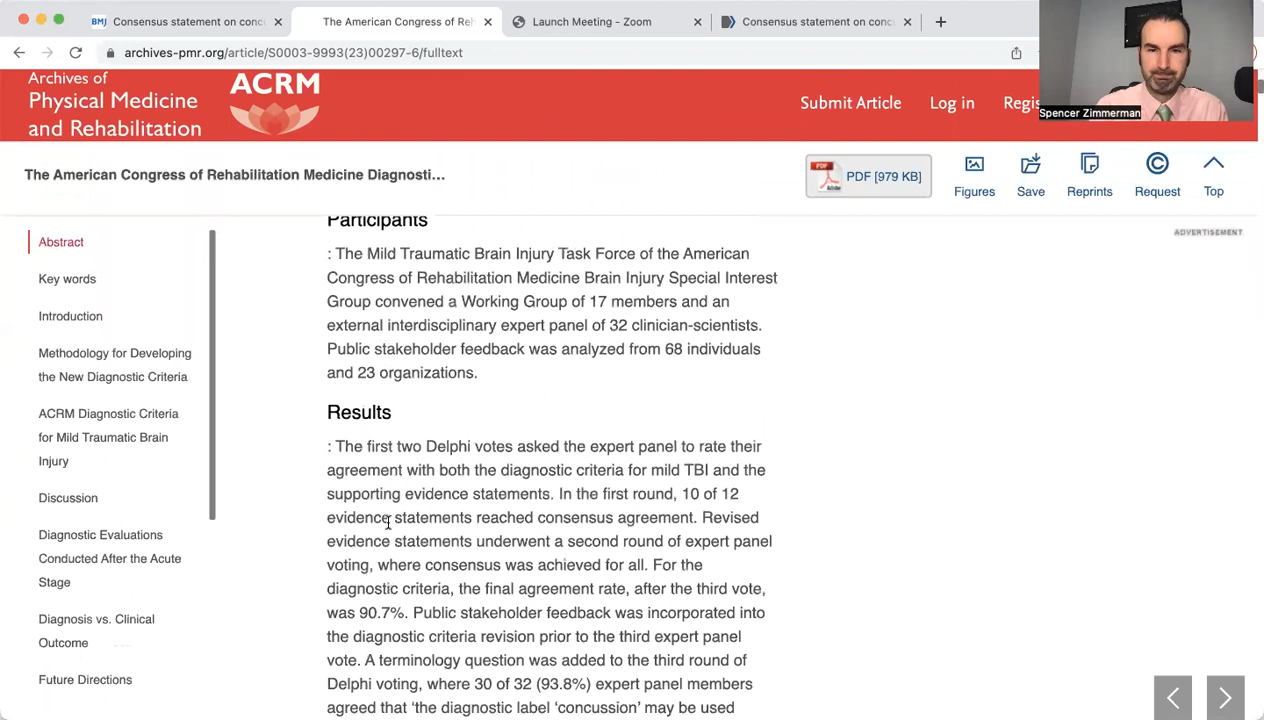 BMJ Consensus statement on conc
The American Congress of Reh
Launch Meeting - Zoom
Consensus statement on conc
archives-pmr.org/article/S0003-9993(23)00297-6/fulltext
Archives of
Physical Medicine
and Rehabilitation
ACRM
Submit Article
Log in
Regis
Spencer Zimmerman
The American Congress of Rehabilitation Medicine Diagnosti…
PDF
Adobe
PDF [979 KB]
Figures
Save
Reprints
Request
Top
ADVERTISEMENT
Abstract
Key words
Introduction
Methodology for Developing
the New Diagnostic Criteria
ACRM Diagnostic Criteria
for Mild Traumatic Brain
Injury
Discussion
Diagnostic Evaluations
Conducted After the Acute
Stage
Diagnosis vs. Clinical
Outcome
Future Directions
Participants
: The Mild Traumatic Brain Injury Task Force of the American
Congress of Rehabilitation Medicine Brain Injury Special Interest
Group convened a Working Group of 17 members and an
external interdisciplinary expert panel of 32 clinician-scientists.
Public stakeholder feedback was analyzed from 68 individuals
and 23 organizations.
Results
: The first two Delphi votes asked the expert panel to rate their
agreement with both the diagnostic criteria for mild TBI and the
supporting evidence statements. In the first round, 10 of 12
evidence statements reached consensus agreement. Revised
evidence statements underwent a second round of expert panel
voting, where consensus was achieved for all. For the
diagnostic criteria, the final agreement rate, after the third vote,
was 90.7%. Public stakeholder feedback was incorporated into
the diagnostic criteria revision prior to the third expert panel
vote. A terminology question was added to the third round of
Delphi voting, where 30 of 32 (93.8%) expert panel members
agreed that ‘the diagnostic label ‘concussion’ may be used